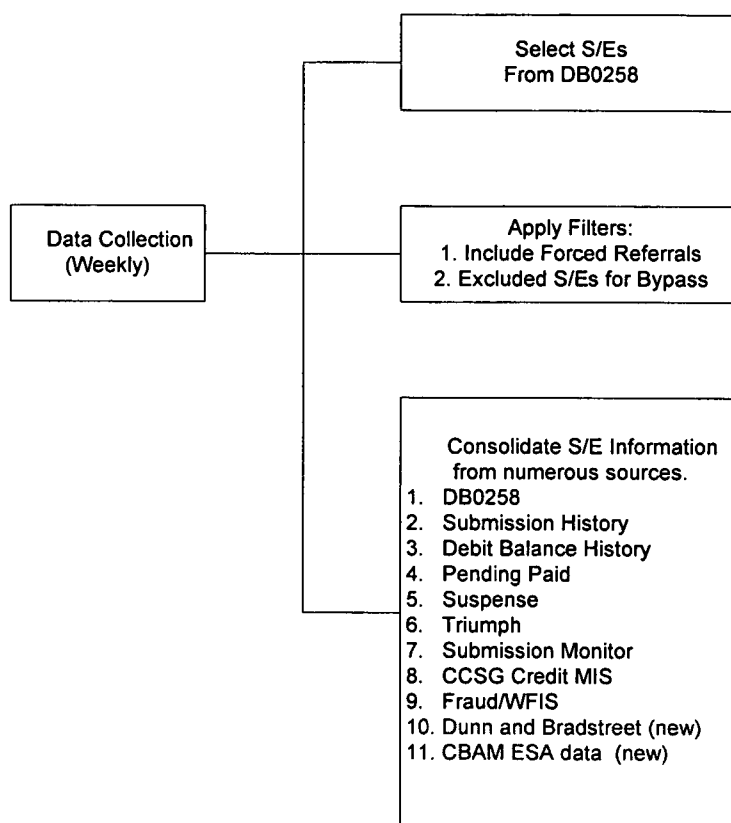 Select S/Es
From DB0258
Data Collection
(Weekly)
Apply Filters:
1. Include Forced Referrals
2. Excluded S/Es for Bypass
Consolidate S/E Information
from numerous sources.
1. DB0258
2. Submission History
3. Debit Balance History
4. Pending Paid
5. Suspense
6. Triumph
7. Submission Monitor
8. CCSG Credit MIS
9. Fraud/WFIS
10. Dunn and Bradstreet (new)
11. CBAM ESA data (new)